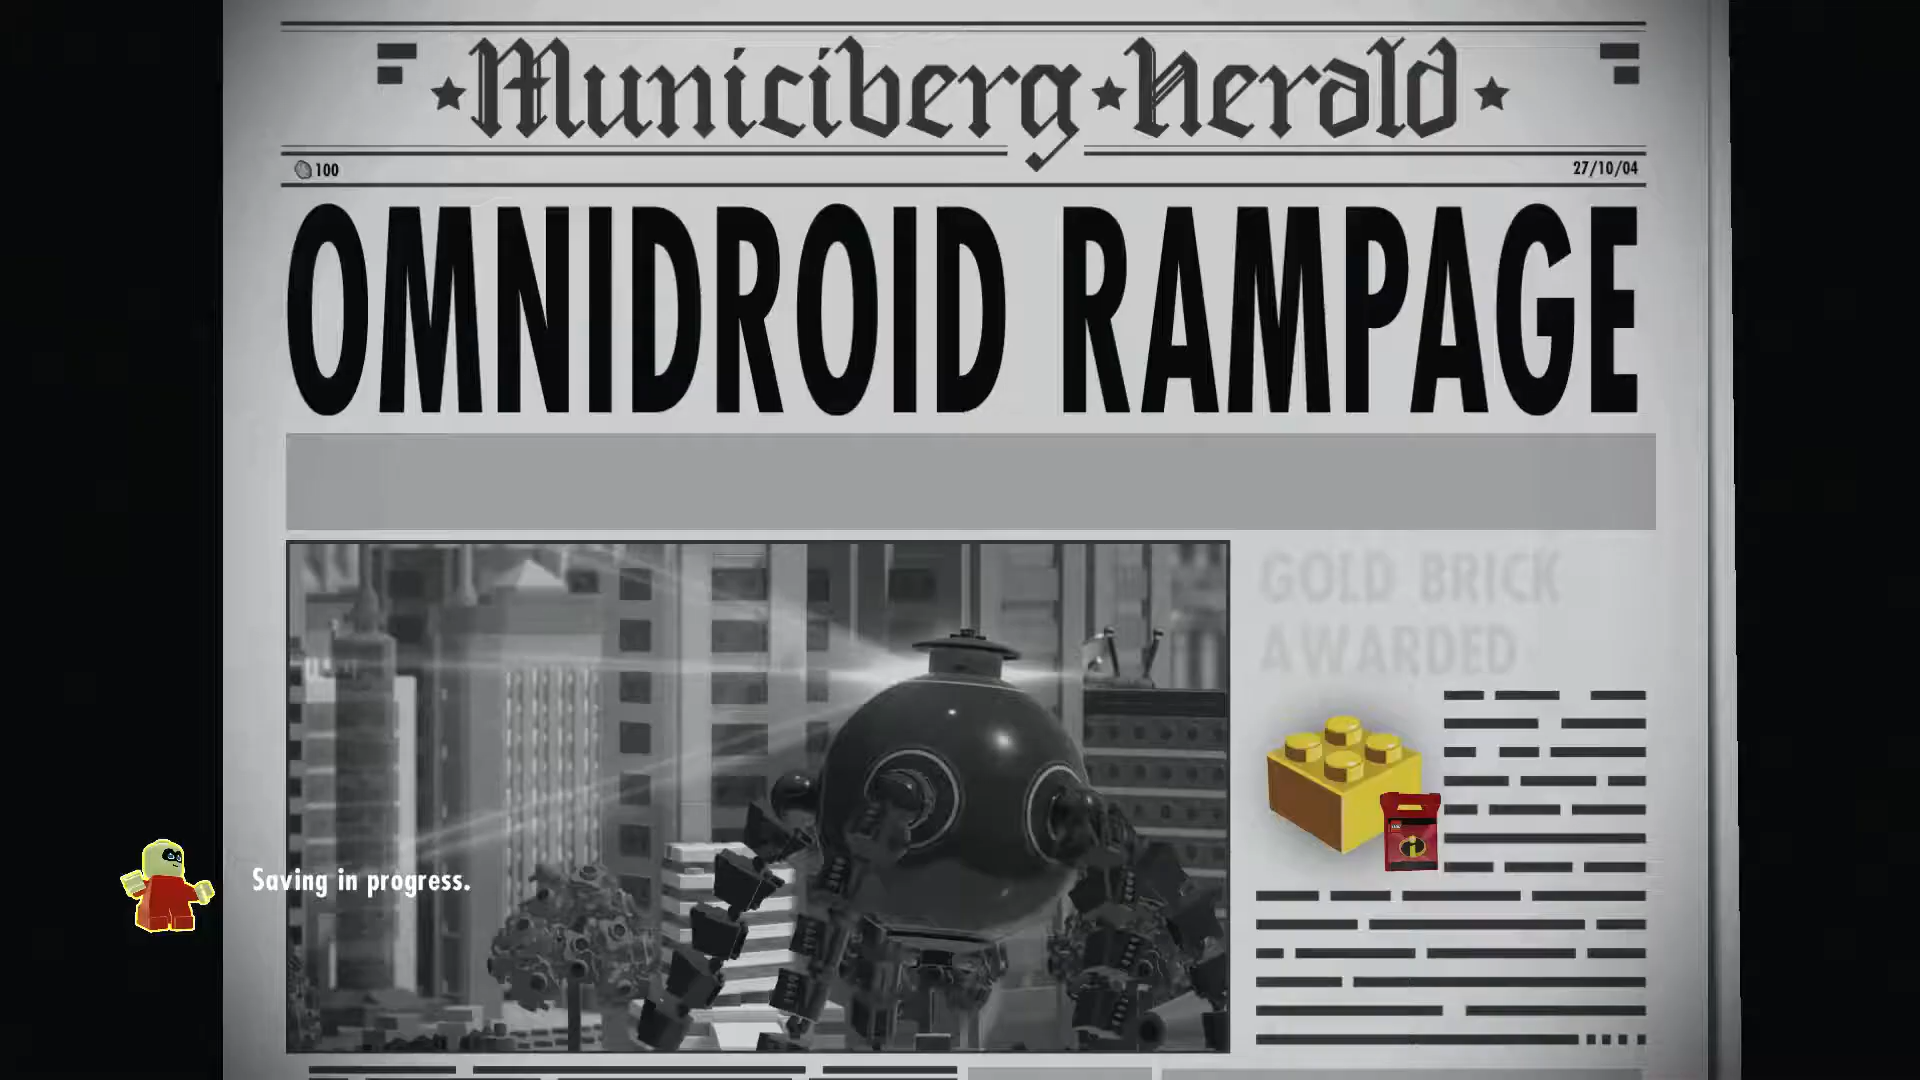 Municiberg Herald
100
27/10/04
OMNIDROID RAMPAGE
GOLD BRICK
AWARDED
Saving in progress.